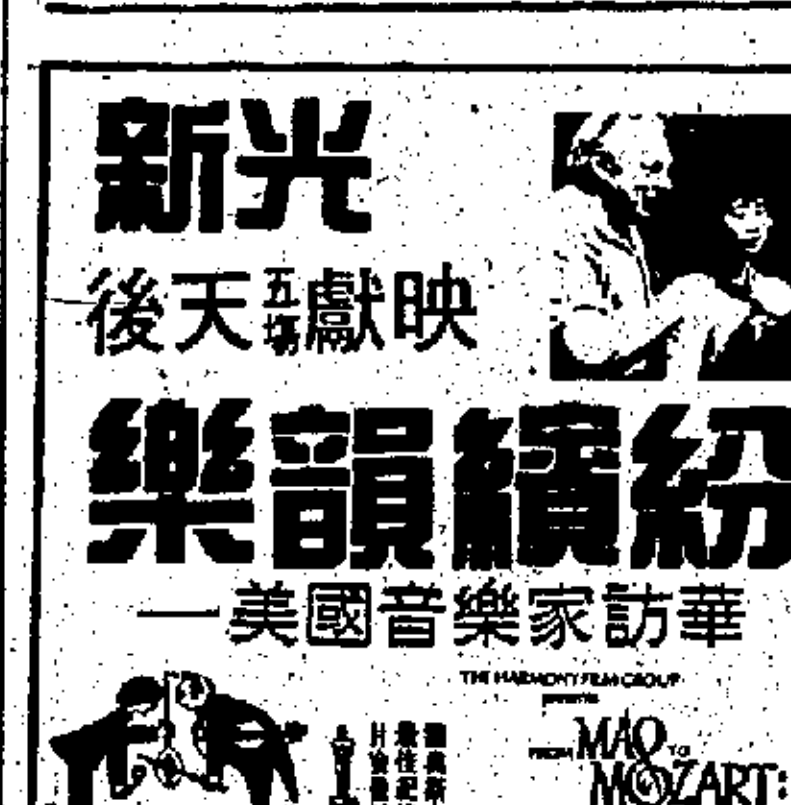 新光
後天五場獻映
樂韻繽紛
—美國音樂家訪華
THE HARMONY FILM GROUP
presents
FROM MAO TO
MOZART: